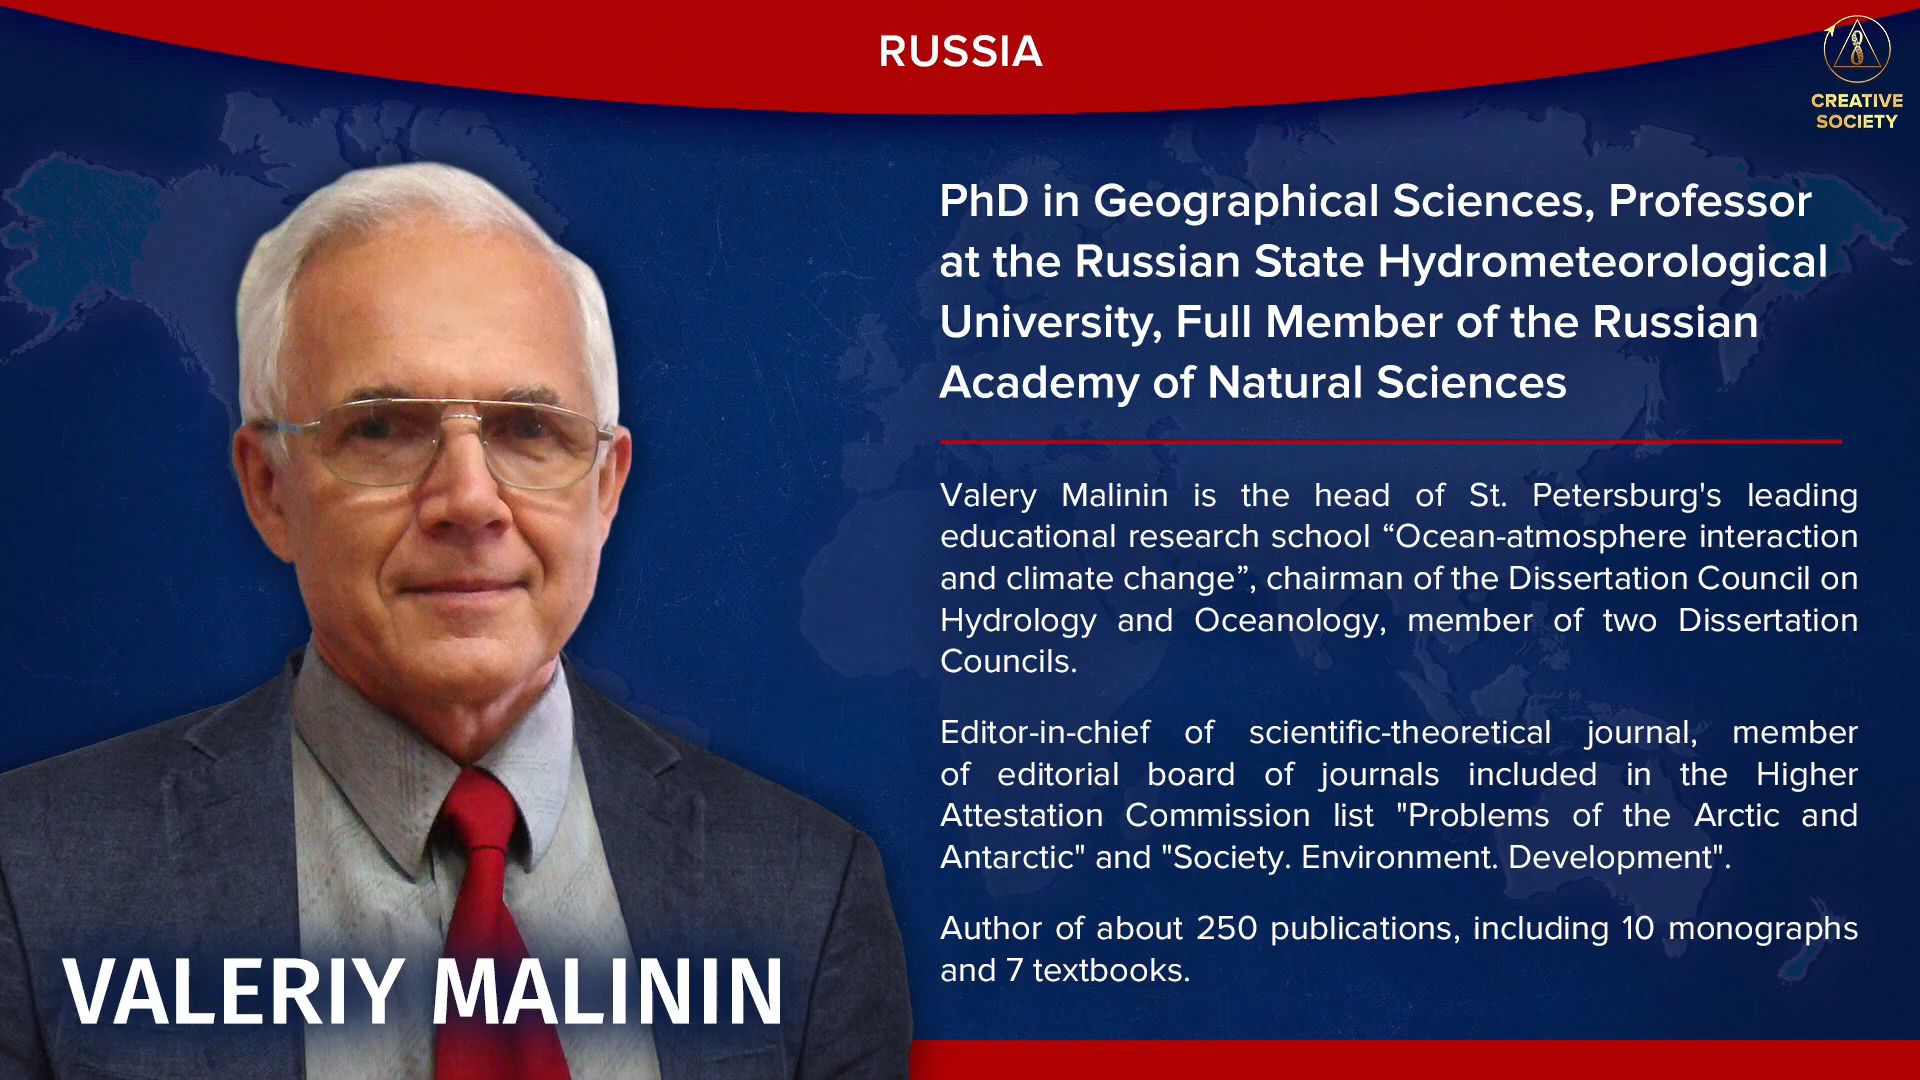 RUSSIA
CREATIVE
SOCIETY
PhD in Geographical Sciences, Professor
at the Russian State Hydrometeorological
University, Full Member of the Russian
Academy of Natural Sciences
Valery Malinin is the head of St. Petersburg's leading
educational research school “Ocean-atmosphere interaction
and climate change”, chairman of the Dissertation Council on
Hydrology and Oceanology, member of two Dissertation
Councils.
Editor-in-chief of scientific-theoretical journal, member
of editorial board of journals included in the Higher
Attestation Commission list "Problems of the Arctic and
Antarctic" and "Society. Environment. Development".
Author of about 250 publications, including 10 monographs
and 7 textbooks.
VALERIY MALININ